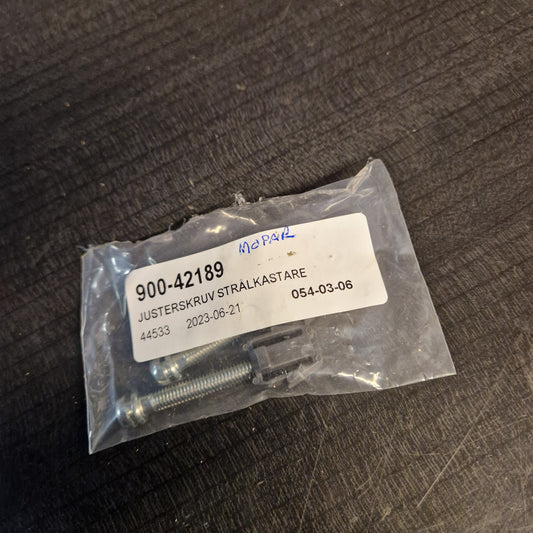 MOPAR
900-42189
JUSTERSKRUV STRÅLKASTARE
44533 2023-06-21 054-03-06